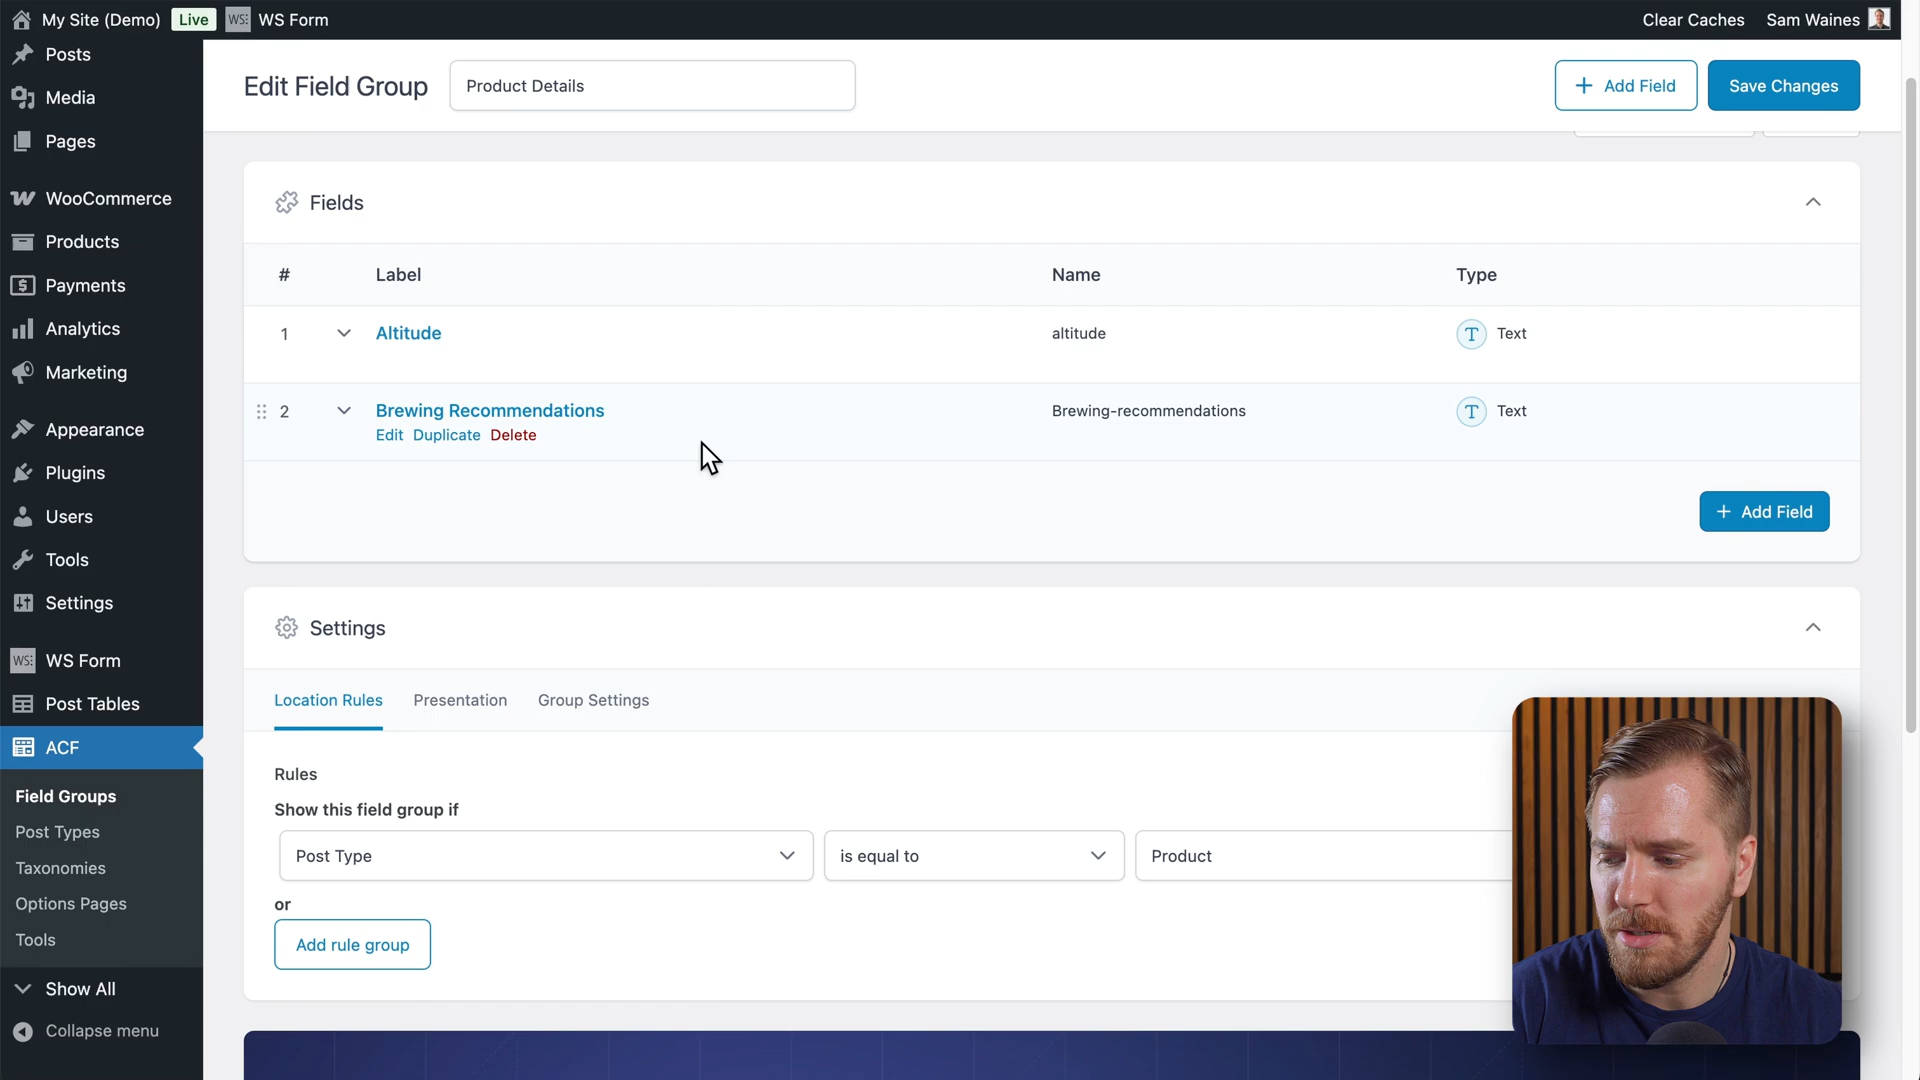 My Site (Demo) Live WS: WS Form Clear Caches Sam Waines
Posts
Media
Pages
WooCommerce
Products
Payments
Analytics
Marketing
Appearance
Plugins
Users
Tools
Settings
WS: WS Form
Post Tables
ACF
Field Groups
Post Types
Taxonomies
Options Pages
Tools
Show All
Collapse menu
Edit Field Group Product Details + Add Field Save Changes
Fields
# Label Name Type
1 Altitude altitude T Text
2 Brewing Recommendations Brewing-recommendations T Text
Edit Duplicate Delete
+ Add Field
Settings
Location Rules Presentation Group Settings
Rules
Show this field group if
Post Type is equal to Product
or
Add rule group